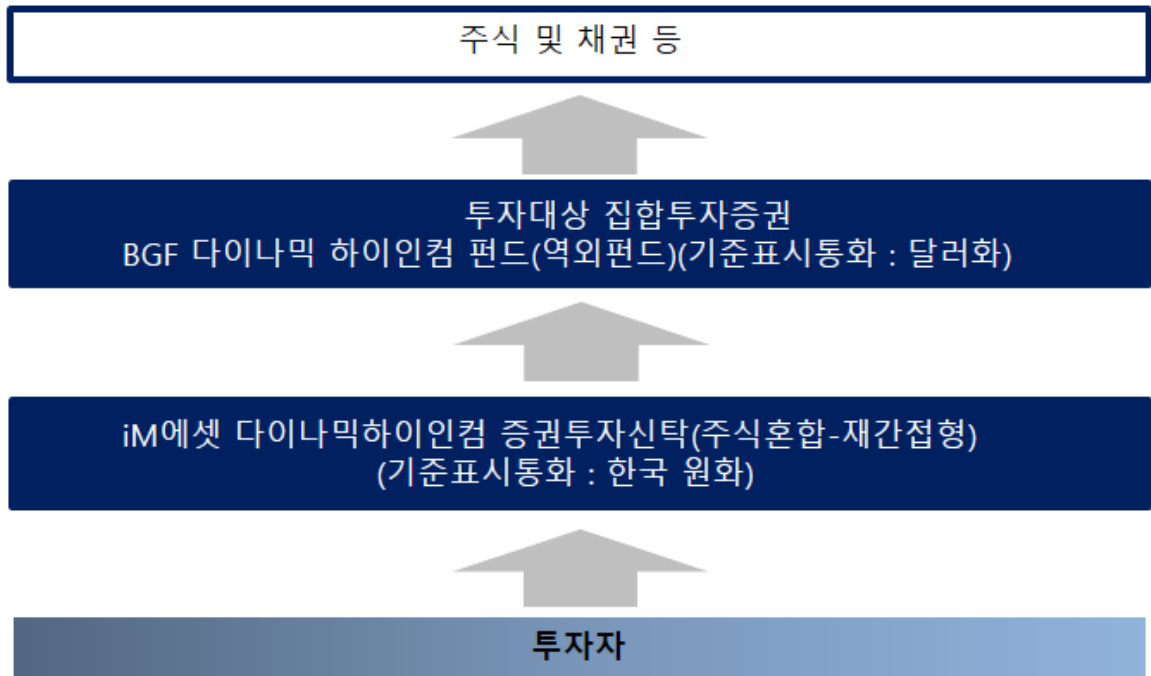 주식 및 채권 등
투자대상 집합투자증권
BGF 다이나믹 하이인컴 펀드(역외펀드)(기준표시통화 : 달러화)
iM에셋 다이나믹하이인컴 증권투자신탁(주식혼합-재간접형)
(기준표시통화 : 한국 원화)
투자자